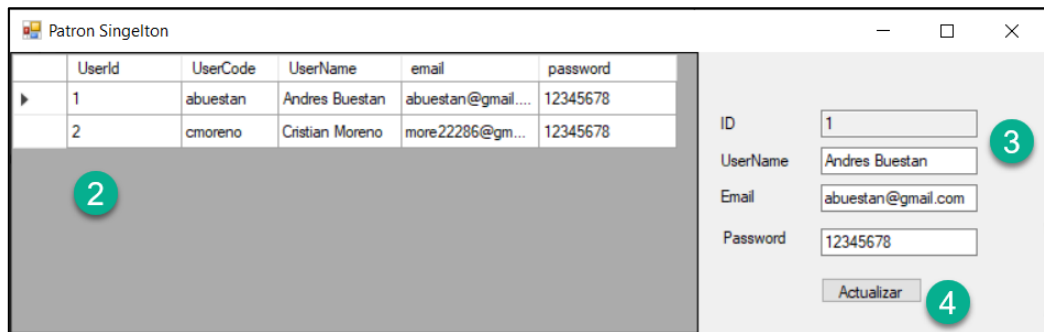 Patron Singelton
UserId UserCode UserName email password
1 abuestan Andres Buestan abuestan@gmail.... 12345678
2 cmoreno Cristian Moreno more22286@gm... 12345678
2
ID 1
3
UserName Andres Buestan
Email abuestan@gmail.com
Password 12345678
Actualizar
4